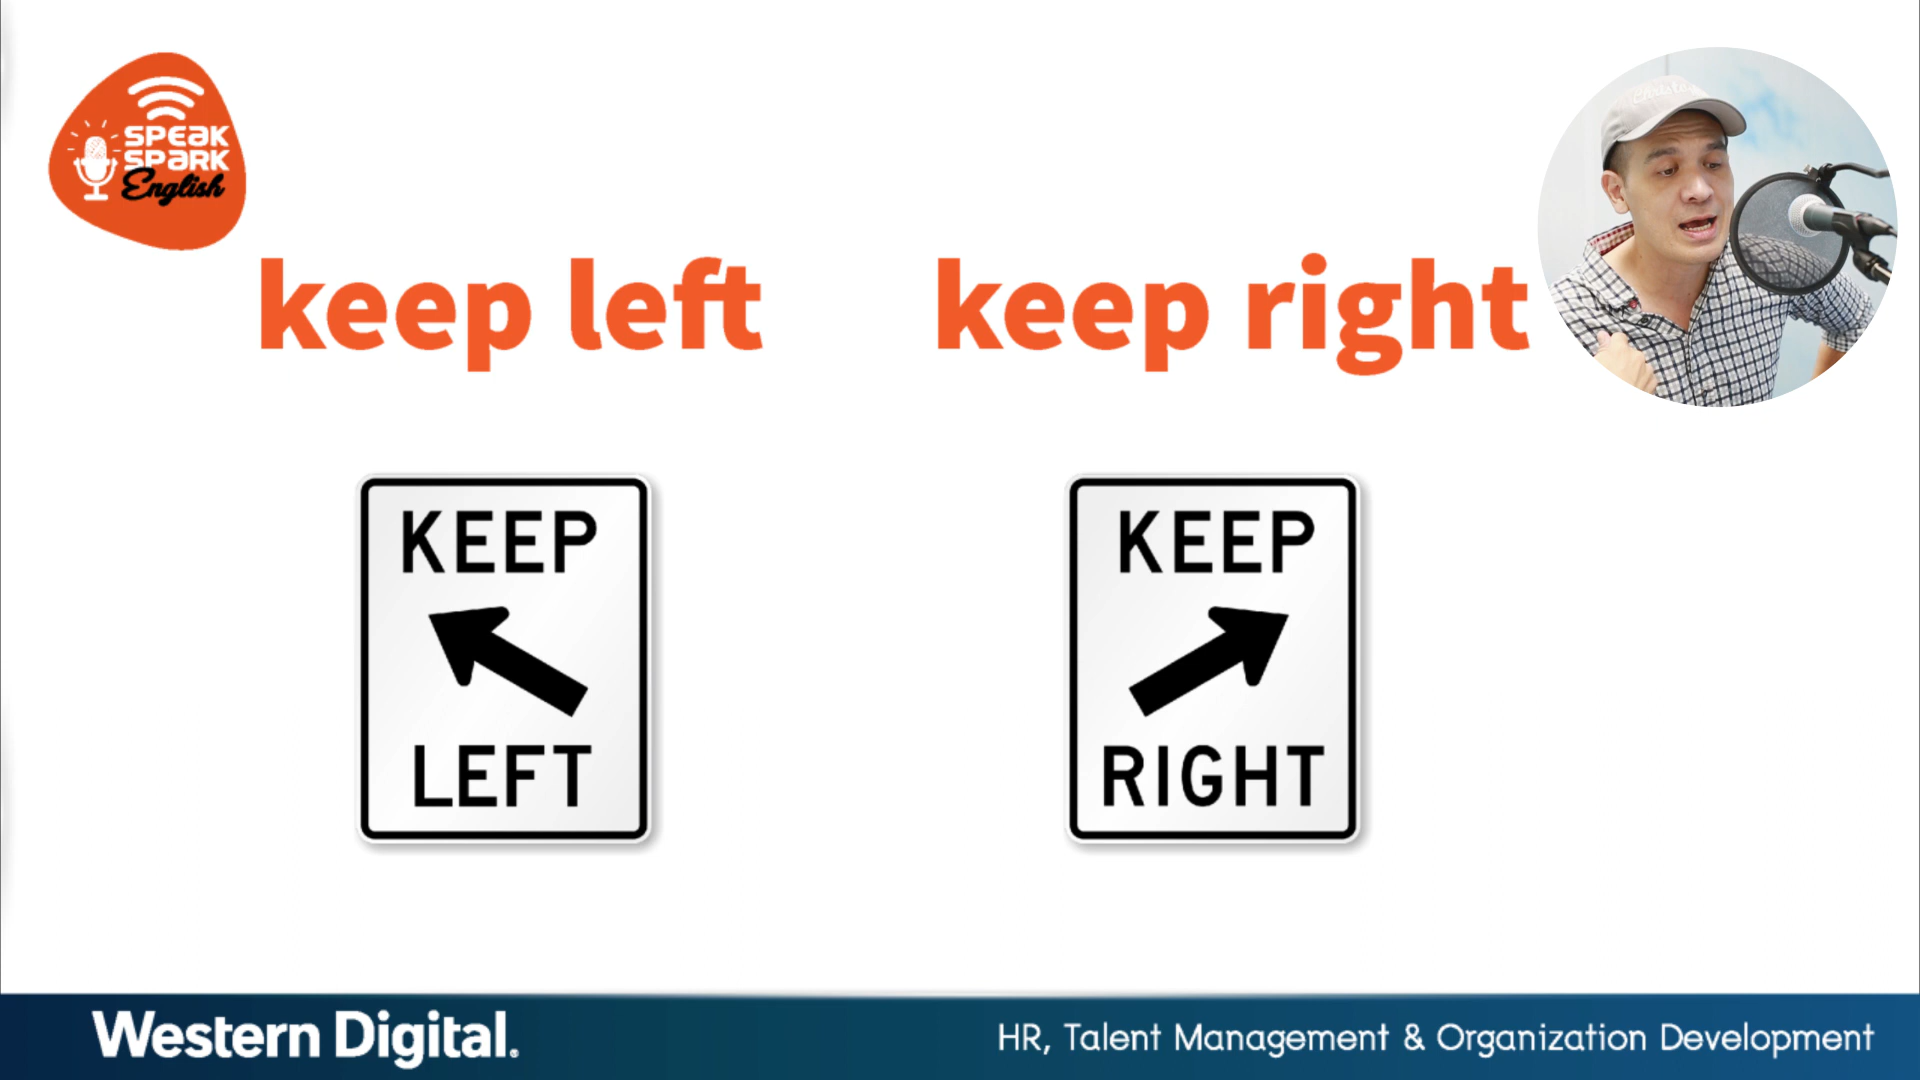 SPEAK
SPARK
English
keep left
keep right
KEEP
LEFT
KEEP
RIGHT
Western Digital.
HR, Talent Management & Organization Development